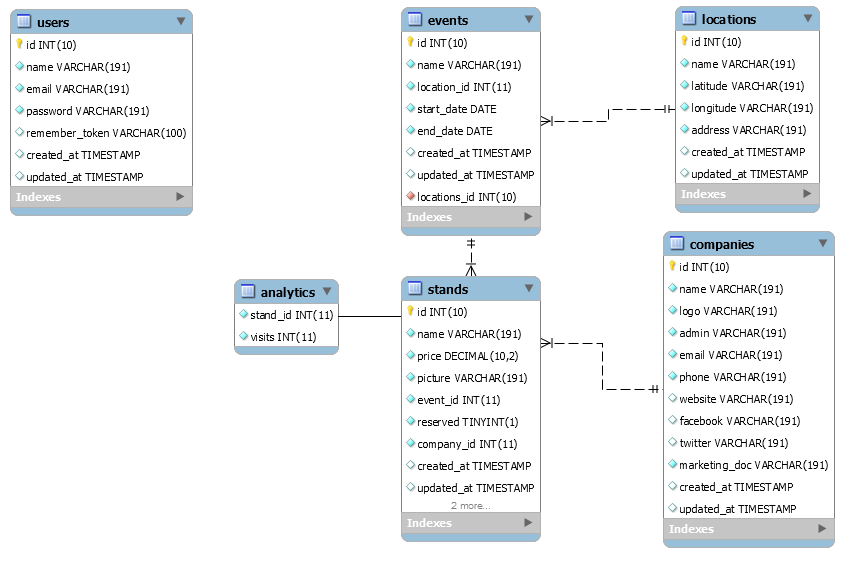 users
id INT(10)
name VARCHAR(191)
email VARCHAR(191)
password VARCHAR(191)
remember_token VARCHAR(100)
created_at TIMESTAMP
updated_at TIMESTAMP
Indexes
events
id INT(10)
name VARCHAR(191)
location_id INT(11)
start_date DATE
end_date DATE
created_at TIMESTAMP
updated_at TIMESTAMP
locations_id INT(10)
Indexes
locations
id INT(10)
name VARCHAR(191)
latitude VARCHAR(191)
longitude VARCHAR(191)
address VARCHAR(191)
created_at TIMESTAMP
updated_at TIMESTAMP
Indexes
analytics
stand_id INT(11)
visits INT(11)
stands
id INT(10)
name VARCHAR(191)
price DECIMAL(10,2)
picture VARCHAR(191)
event_id INT(11)
reserved TINYINT(1)
company_id INT(11)
created_at TIMESTAMP
updated_at TIMESTAMP
2 more...
Indexes
companies
id INT(10)
name VARCHAR(191)
logo VARCHAR(191)
admin VARCHAR(191)
email VARCHAR(191)
phone VARCHAR(191)
website VARCHAR(191)
facebook VARCHAR(191)
twitter VARCHAR(191)
marketing_doc VARCHAR(191)
created_at TIMESTAMP
updated_at TIMESTAMP
Indexes